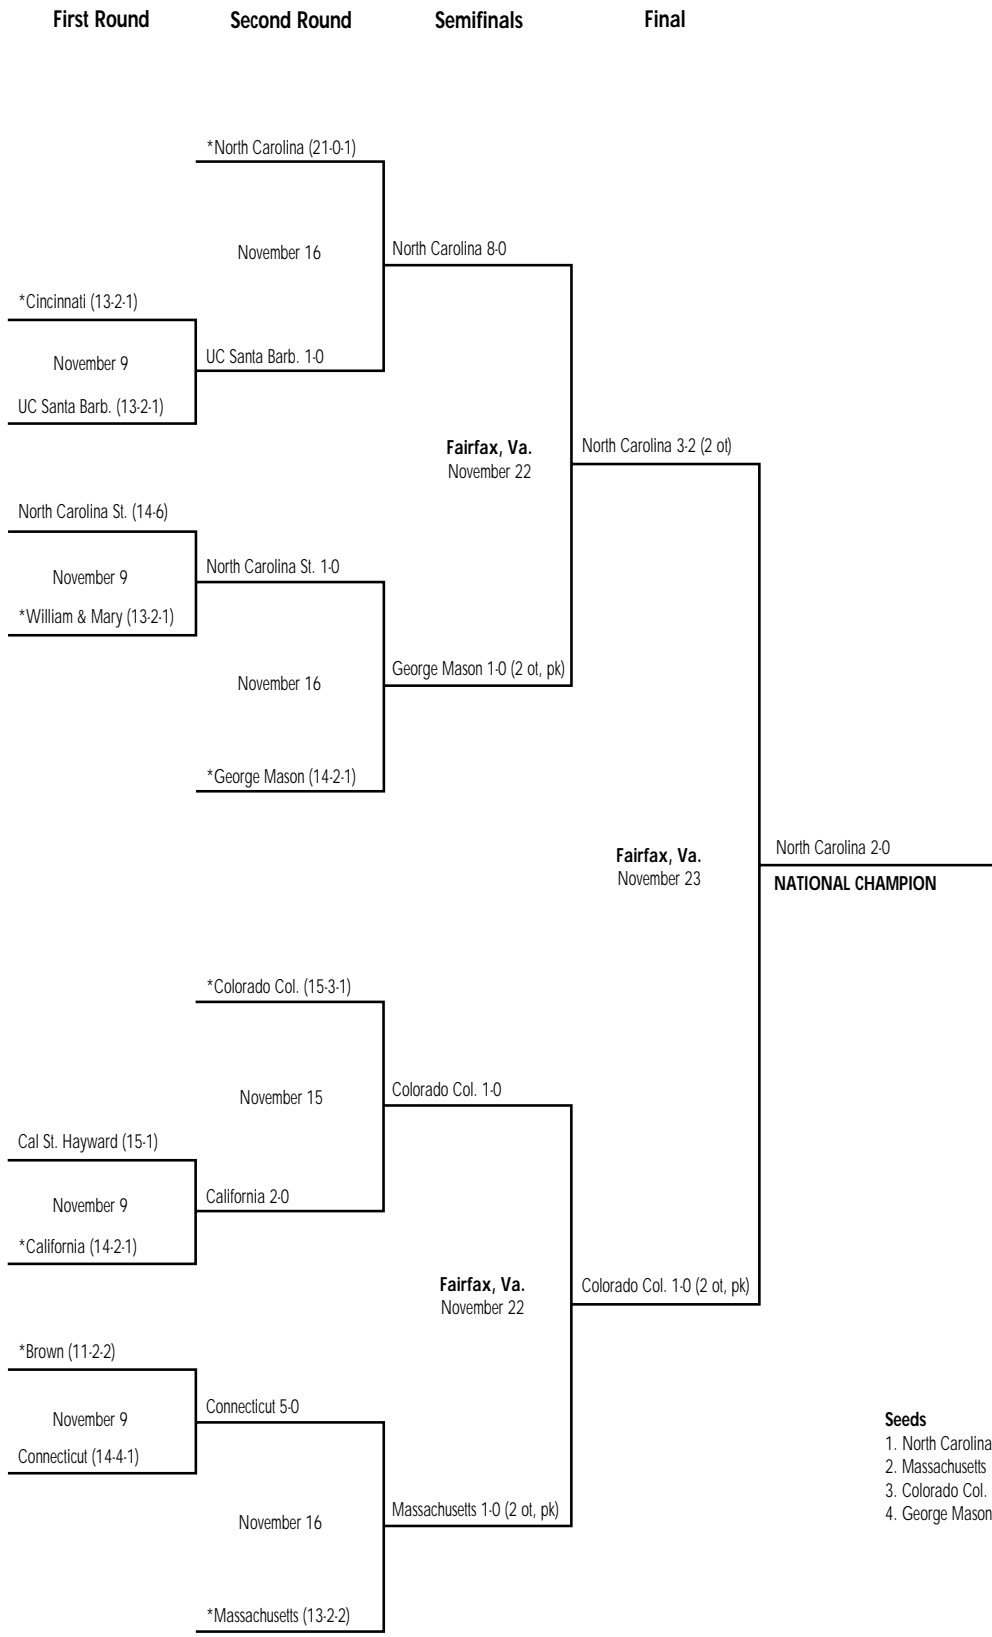 First Round Second Round Semifinals Final
*North Carolina (21-0-1)
November 16
North Carolina 8-0
*Cincinnati (13-2-1)
November 9
UC Santa Barb. 1-0
UC Santa Barb. (13-2-1)
Fairfax, Va.
November 22
North Carolina 3-2 (2 ot)
North Carolina St. (14-6)
November 9
North Carolina St. 1-0
*William & Mary (13-2-1)
November 16
George Mason 1-0 (2 ot, pk)
*George Mason (14-2-1)
Fairfax, Va.
November 23
North Carolina 2-0
NATIONAL CHAMPION
*Colorado Col. (15-3-1)
November 15
Colorado Col. 1-0
Cal St. Hayward (15-1)
November 9
California 2-0
*California (14-2-1)
Fairfax, Va.
November 22
Colorado Col. 1-0 (2 ot, pk)
*Brown (11-2-2)
November 9
Connecticut 5-0
Connecticut (14-4-1)
November 16
Massachusetts 1-0 (2 ot, pk)
*Massachusetts (13-2-2)
Seeds
1. North Carolina
2. Massachusetts
3. Colorado Col.
4. George Mason